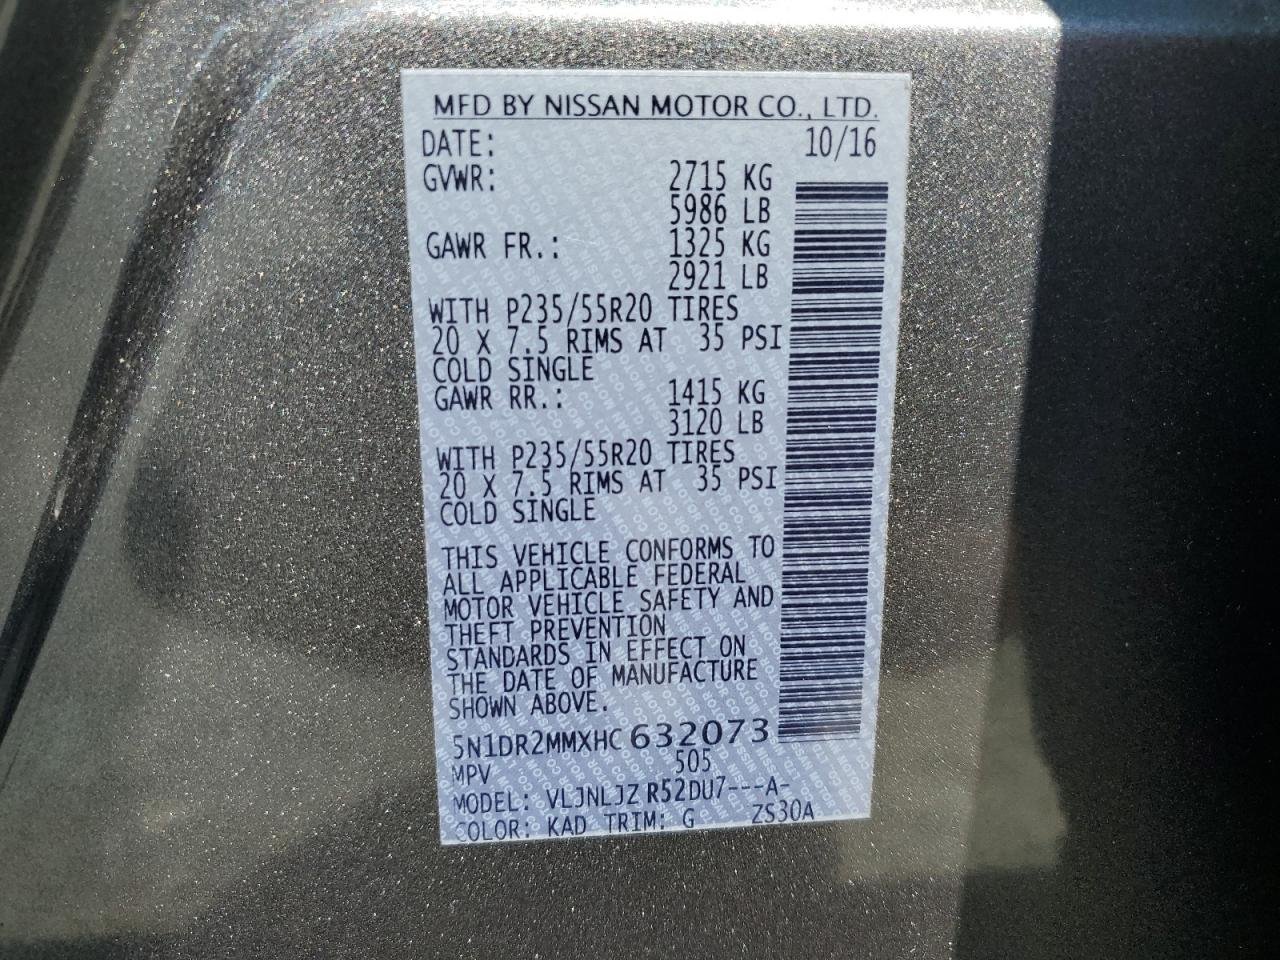 MFD BY NISSAN MOTOR CO., LTD.
DATE: 10/16
GVWR: 2715 KG
5986 LB
GAWR FR.: 1325 KG
2921 LB
WITH P235/55R20 TIRES
20 X 7.5 RIMS AT 35 PSI
COLD SINGLE
GAWR RR.: 1415 KG
3120 LB
WITH P235/55R20 TIRES
20 X 7.5 RIMS AT 35 PSI
COLD SINGLE
THIS VEHICLE CONFORMS TO
ALL APPLICABLE FEDERAL
MOTOR VEHICLE SAFETY AND
THEFT PREVENTION
STANDARDS IN EFFECT ON
THE DATE OF MANUFACTURE
SHOWN ABOVE.
5N1DR2MMXHC 632073
MPV 505
MODEL: VLJNLJZ R52DU7---A-
COLOR: KAD TRIM: G ZS30A